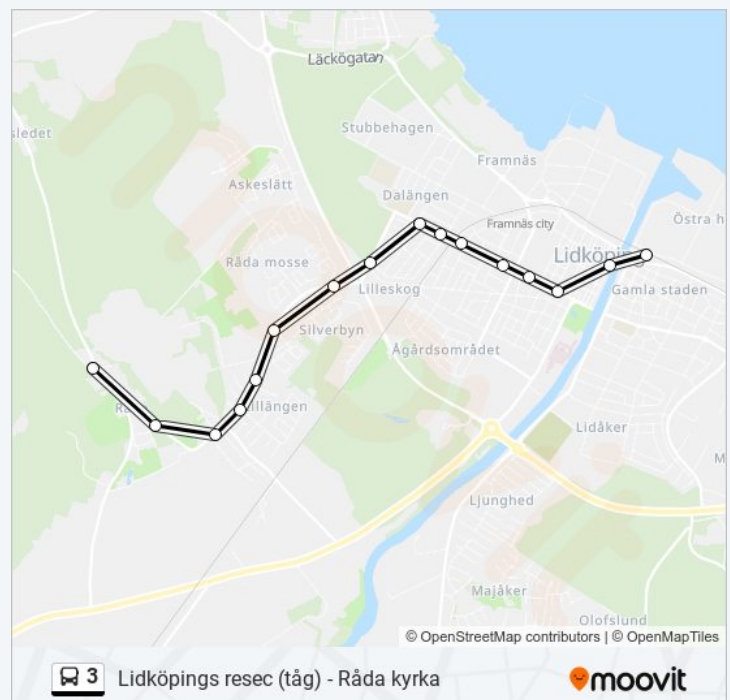 Läckögatan
sledet
Stubbehagen
Framnäs
Askeslätt
Dalängen
Framnäs city
Östra h
Råda mosse
Lidköping
Lilleskog
Gamla staden
Silverbyn
Ågårdsområdet
Lillängen
Lidåker
M
Ljunghed
Majåker
Olofslund
© OpenStreetMap contributors | © OpenMapTiles
3 Lidköpings resec (tåg) - Råda kyrka
moovit